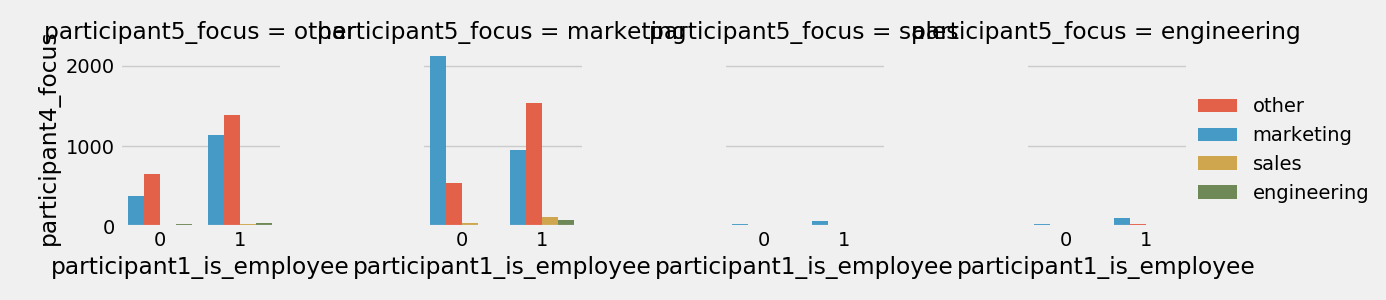 participant5_focus = other
participant5_focus = marketing
participant5_focus = sales
participant5_focus = engineering
participant4_focus
2000
1000
0
0 1
0 1
0 1
0 1
participant1_is_employee
participant1_is_employee
participant1_is_employee
participant1_is_employee
other
marketing
sales
engineering